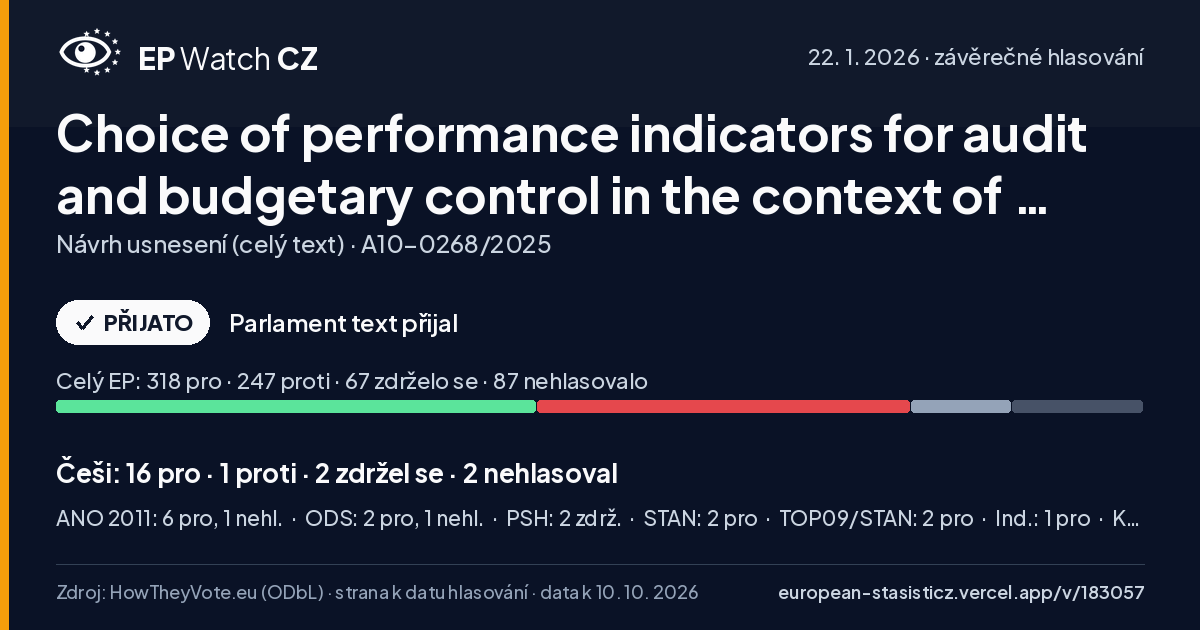 EP Watch CZ
22. 1. 2026 · závěrečné hlasování
Choice of performance indicators for audit
and budgetary control in the context of …
Návrh usnesení (celý text) · A10-0268/2025
✓ PŘIJATO
Parlament text přijal
Celý EP: 318 pro · 247 proti · 67 zdrželo se · 87 nehlasovalo
Češi: 16 pro · 1 proti · 2 zdržel se · 2 nehlasoval
ANO 2011: 6 pro, 1 nehl. · ODS: 2 pro, 1 nehl. · PSH: 2 zdrž. · STAN: 2 pro · TOP09/STAN: 2 pro · Ind.: 1 pro · K…
Zdroj: HowTheyVote.eu (ODbL) · strana k datu hlasování · data k 10. 10. 2026
european-stasisticz.vercel.app/v/183057